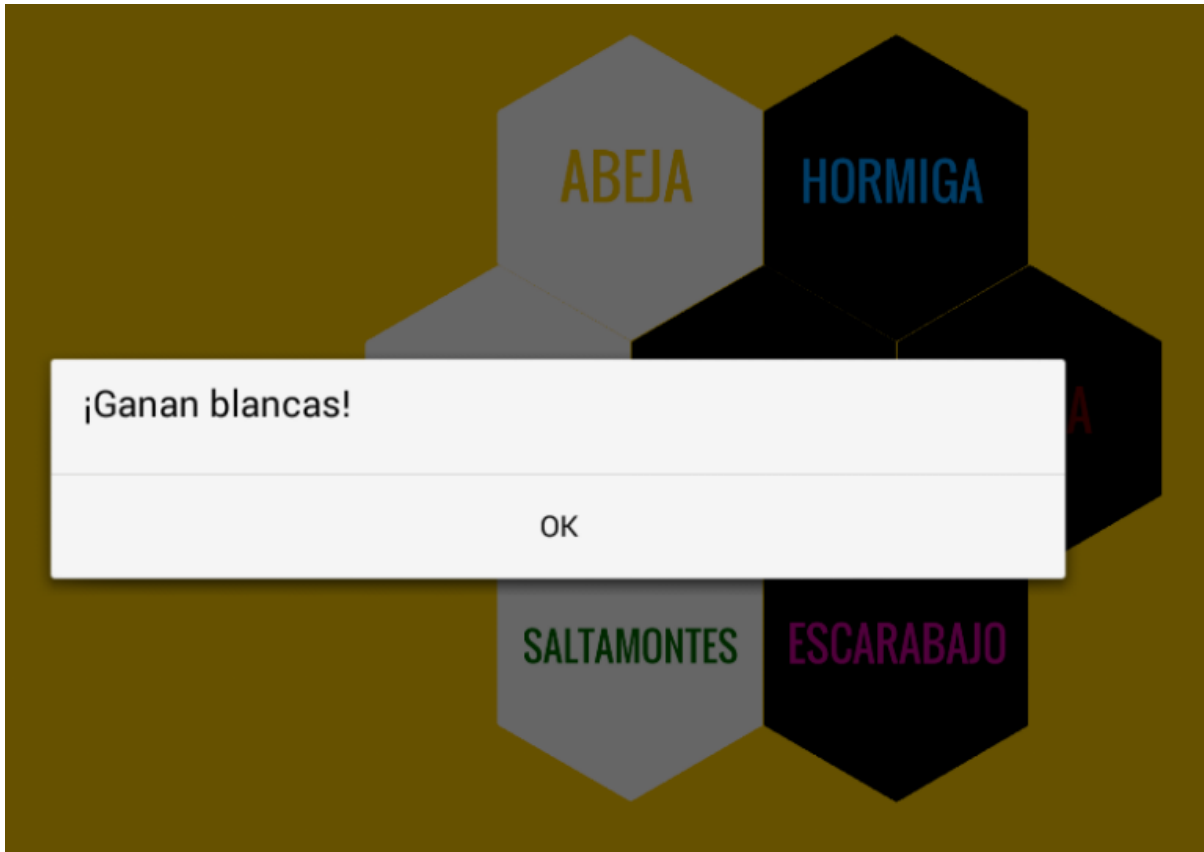 ABEJA
HORMIGA
¡Ganan blancas!
OK
SALTAMONTES
ESCARABAJO